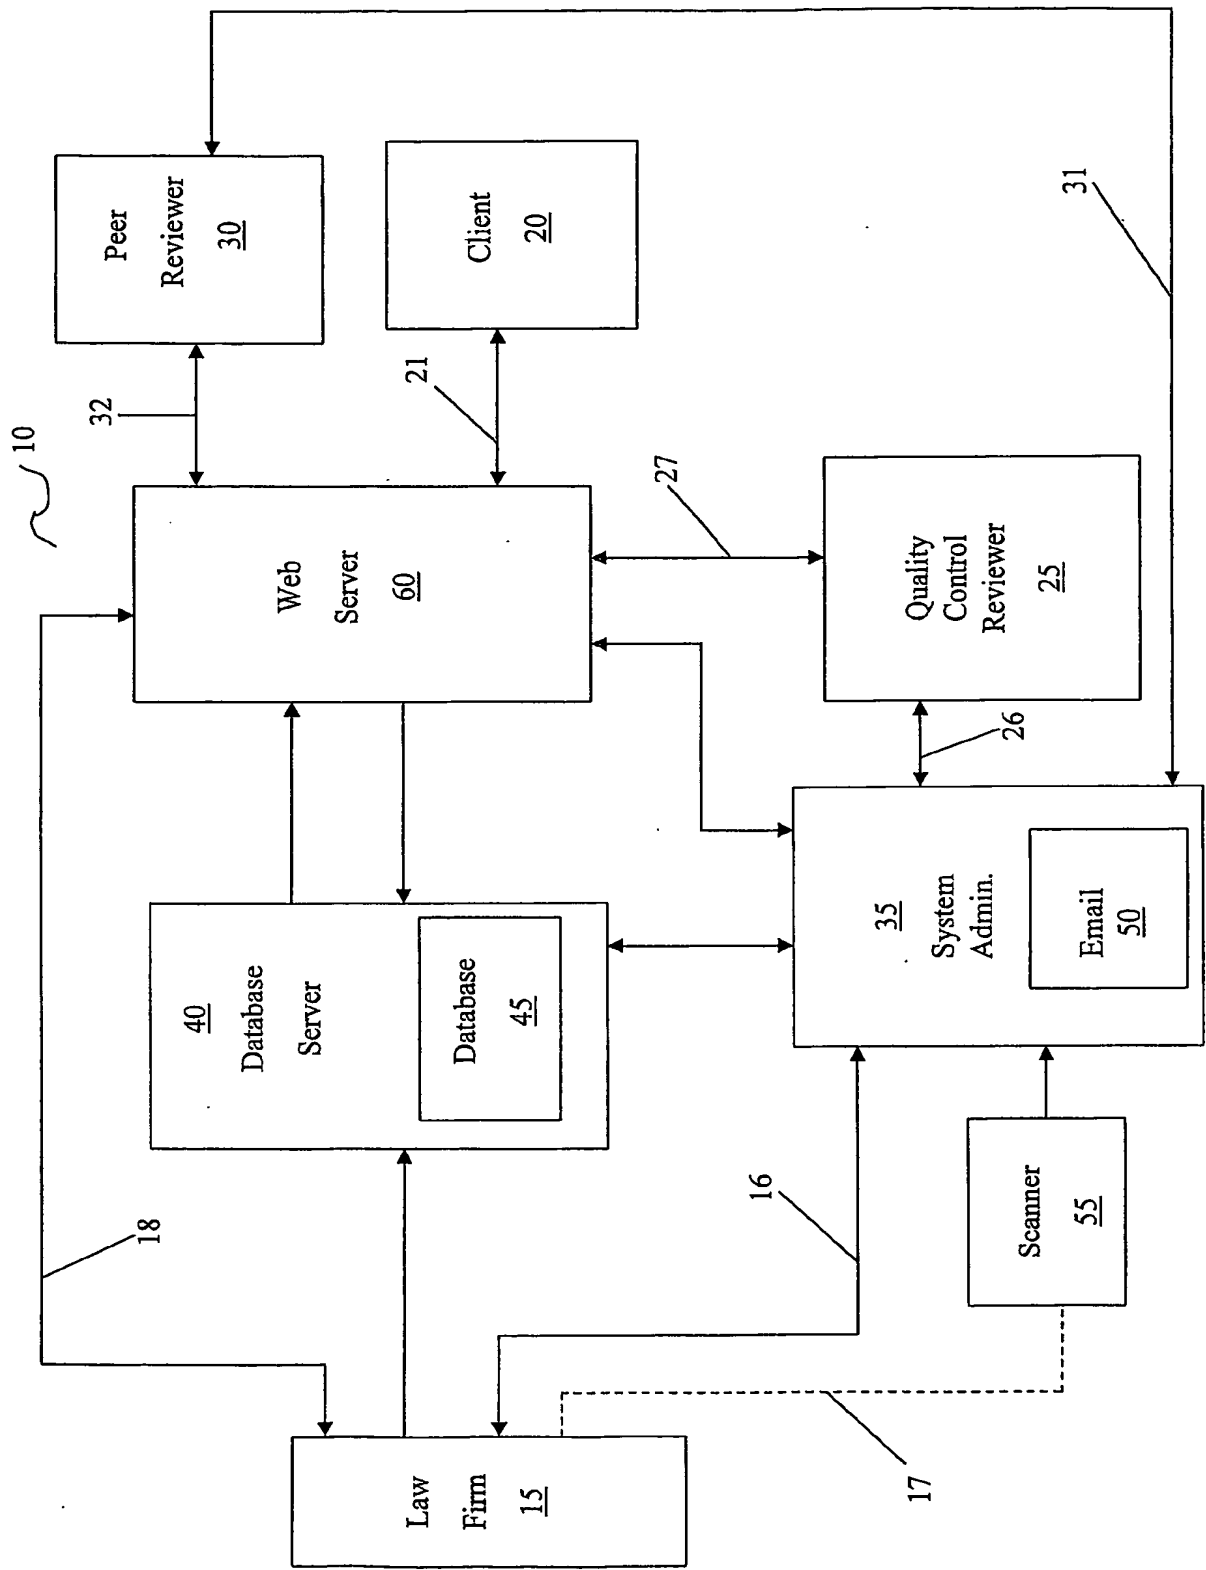 10
18
32
Peer
Reviewer
30
21
Client
20
31
Web
Server
60
27
Quality
Control
Reviewer
25
26
40
Database
Server
Database
45
35
System
Admin.
Email
50
16
Scanner
55
17
Law
Firm
15